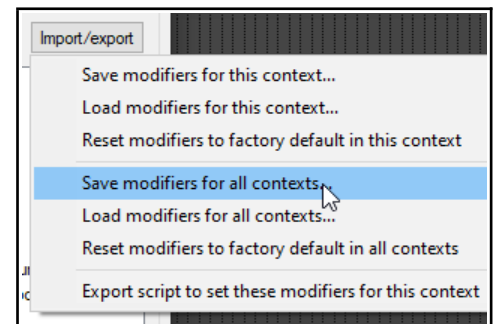 Import/export
Save modifiers for this context...
Load modifiers for this context...
Reset modifiers to factory default in this context
Save modifiers for all contexts...
Load modifiers for all contexts...
Reset modifiers to factory default in all contexts
Export script to set these modifiers for this context